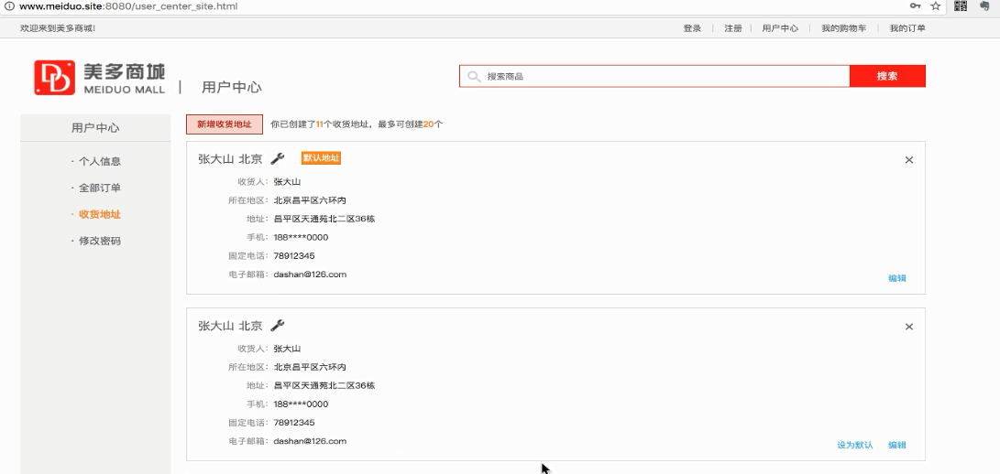 www.meiduo.site:8080/user_center_site.html
欢迎来到美多商城! 登录 | 注册 | 用户中心 | 我的购物车 | 我的订单
美多商城
MEIDUO MALL | 用户中心 搜索商品 搜索
用户中心
· 个人信息
· 全部订单
· 收货地址
· 修改密码
新增收货地址 你已创建了11个收货地址，最多可创建20个
张大山 北京 默认地址 ×
收货人：张大山
所在地区：北京昌平区六环内
地址：昌平区天通苑北二区36栋
手机：188****0000
固定电话：78912345
电子邮箱：dashan@126.com
编辑
张大山 北京 ×
收货人：张大山
所在地区：北京昌平区六环内
地址：昌平区天通苑北二区36栋
手机：188****0000
固定电话：78912345
电子邮箱：dashan@126.com
设为默认 编辑